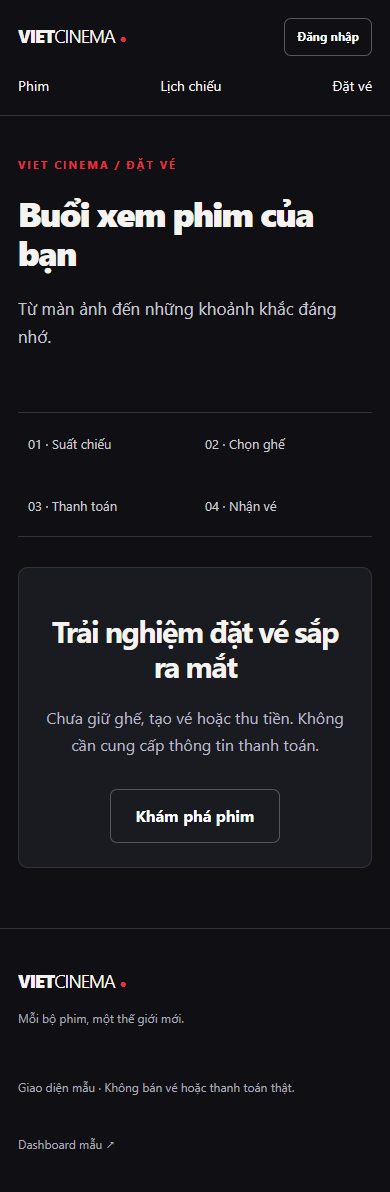 VIETCINEMA
Đăng nhập
Phim
Lịch chiếu
Đặt vé
VIET CINEMA / ĐẶT VÉ
Buổi xem phim của
bạn
Từ màn ảnh đến những khoảnh khắc đáng
nhớ.
01 · Suất chiếu
02 · Chọn ghế
03 · Thanh toán
04 · Nhận vé
Trải nghiệm đặt vé sắp
ra mắt
Chưa giữ ghế, tạo vé hoặc thu tiền. Không
cần cung cấp thông tin thanh toán.
Khám phá phim
VIETCINEMA
Mỗi bộ phim, một thế giới mới.
Giao diện mẫu · Không bán vé hoặc thanh toán thật.
Dashboard mẫu ↗